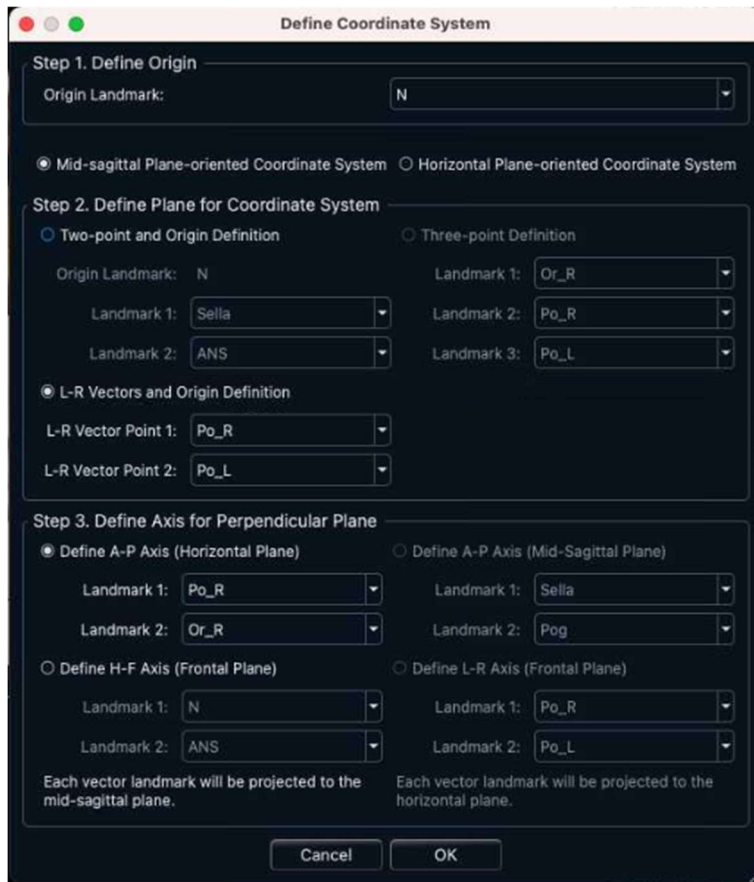 Define Coordinate System
Step 1. Define Origin
Origin Landmark: N
Mid-sagittal Plane-oriented Coordinate System Horizontal Plane-oriented Coordinate System
Step 2. Define Plane for Coordinate System
Two-point and Origin Definition Three-point Definition
Origin Landmark: N Landmark 1: Or_R
Landmark 1: Sella Landmark 2: Po_R
Landmark 2: ANS Landmark 3: Po_L
L-R Vectors and Origin Definition
L-R Vector Point 1: Po_R
L-R Vector Point 2: Po_L
Step 3. Define Axis for Perpendicular Plane
Define A-P Axis (Horizontal Plane) Define A-P Axis (Mid-Sagittal Plane)
Landmark 1: Po_R Landmark 1: Sella
Landmark 2: Or_R Landmark 2: Pog
Define H-F Axis (Frontal Plane) Define L-R Axis (Frontal Plane)
Landmark 1: N Landmark 1: Po_R
Landmark 2: ANS Landmark 2: Po_L
Each vector landmark will be projected to the Each vector landmark will be projected to the
mid-sagittal plane. horizontal plane.
Cancel OK